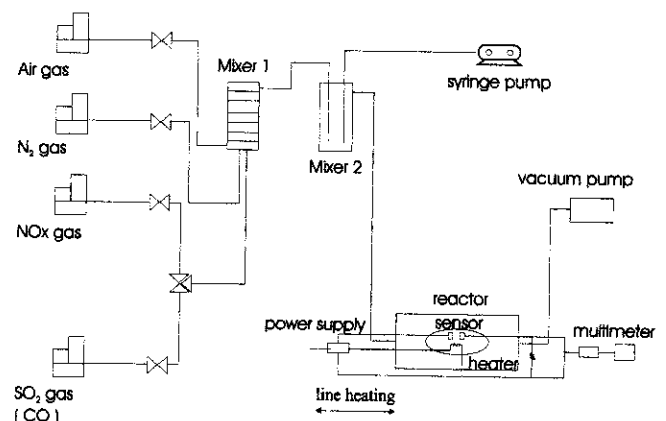 Air gas
Mixer 1
syringe pump
N₂ gas
Mixer 2
NOx gas
vacuum pump
reactor
power supply
sensor
multimeter
heater
SO₂ gas
(CO)
line heating